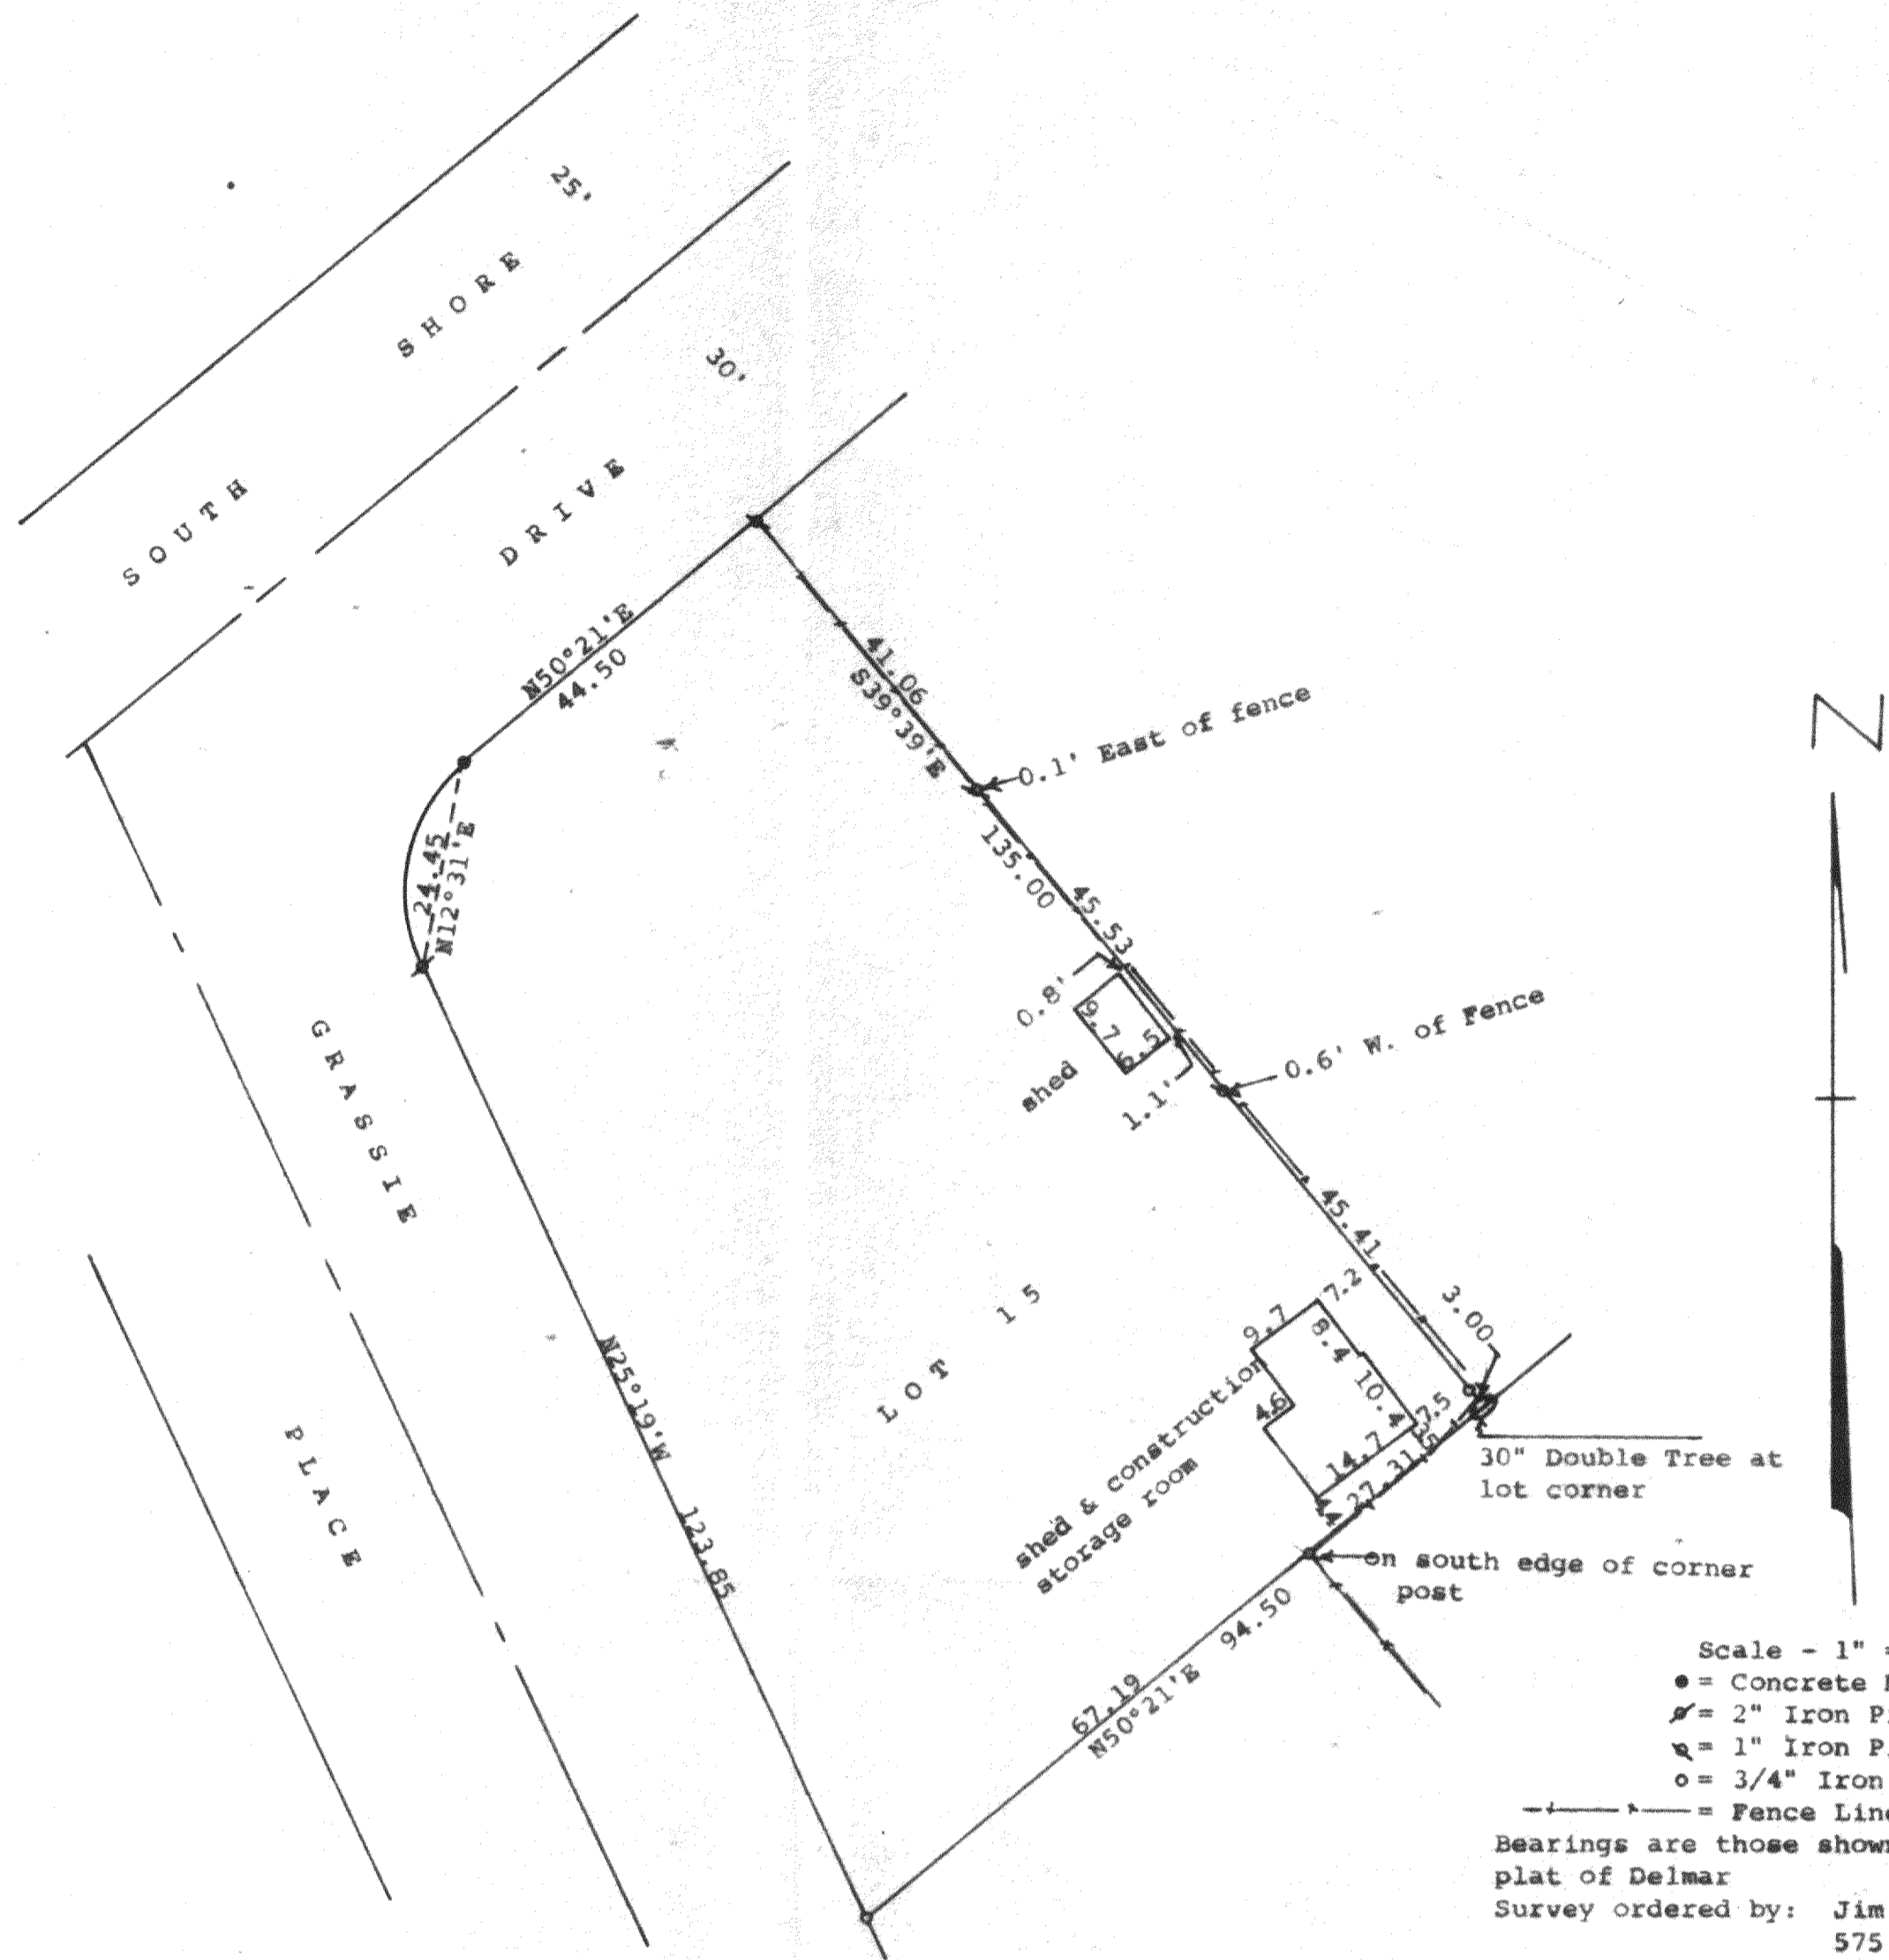 25'
SOUTH SHORE
30'
DRIVE
N50°21'E
44.50
41.06
S39°39'E
0.1' East of fence
24.45
N12°31'E
135.00
45.53
0.8'
9.7
6.5
shed
1.1'
0.6' W. of Fence
GRASSIE
PLACE
N25°19'W
123.85
LOT 15
45.41
3.00
9.7
7.2
8.4
10.4
4.6
14.7
7.5
27.31
shed & construction
storage room
30" Double Tree at
lot corner
on south edge of corner
post
94.50
67.19
N50°21'E
N
Scale - 1" =
= Concrete
= 2" Iron
= 1" Iron
= 3/4" Iron
= Fence
Bearings are those
plat of Delmar
Survey ordered by: Jim
575